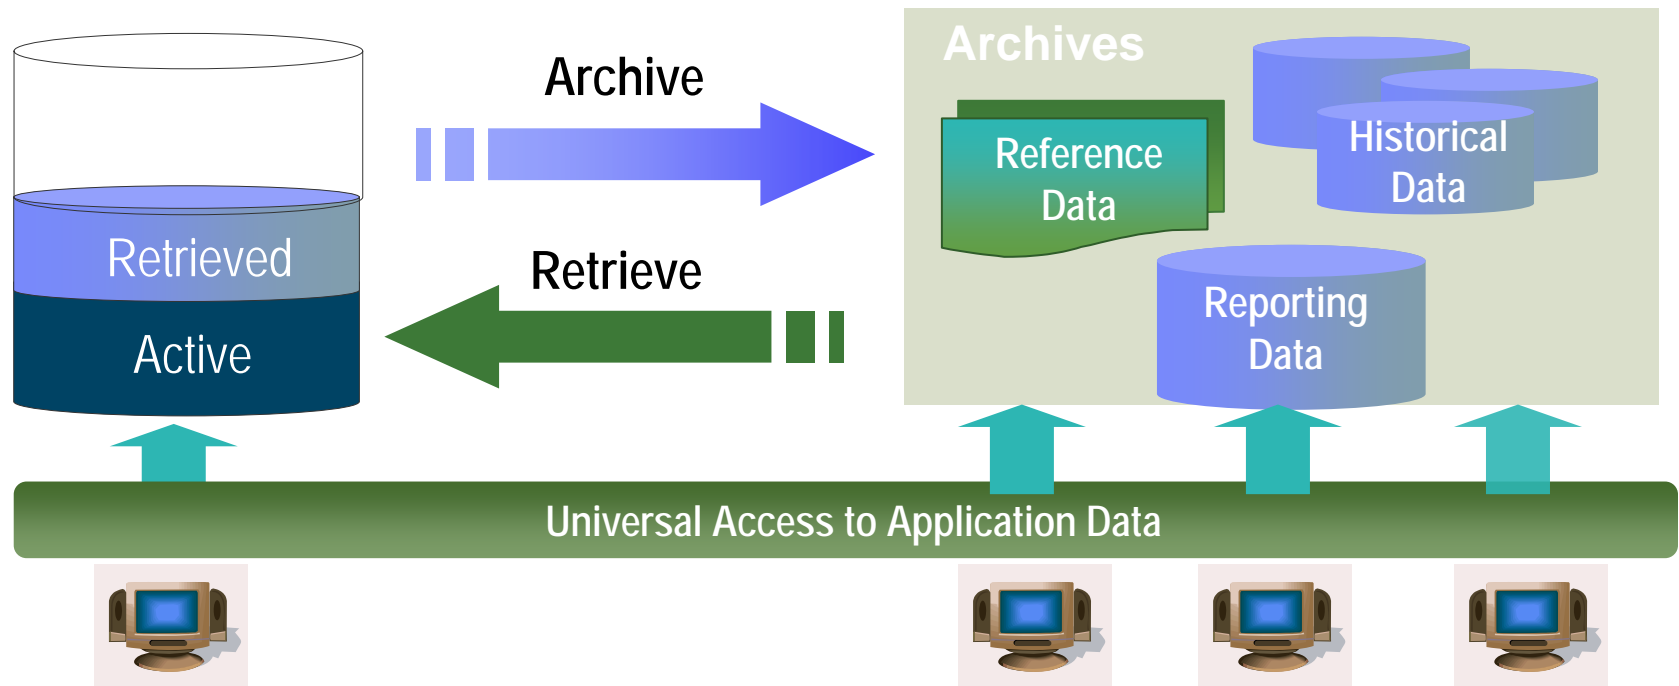 Archives
Archive
Reference
Data
Historical
Data
Retrieved
Retrieve
Reporting
Data
Active
Universal Access to Application Data